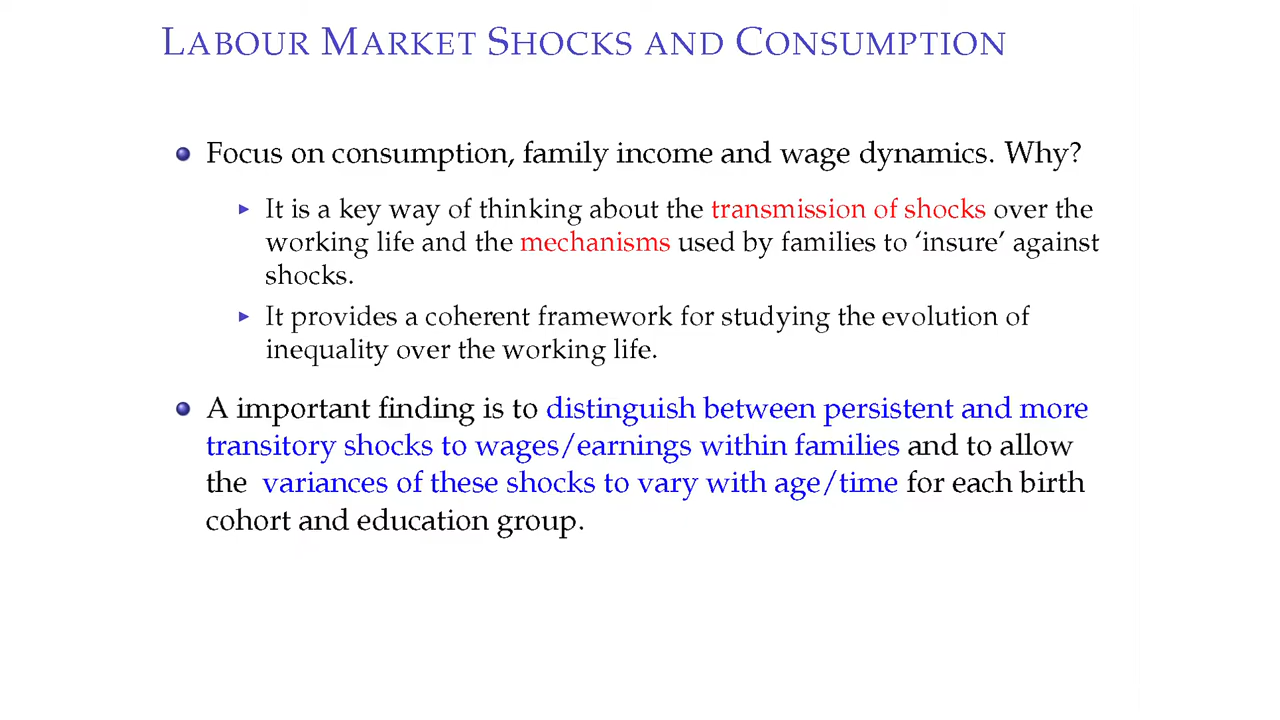 LABOUR MARKET SHOCKS AND CONSUMPTION
Focus on consumption, family income and wage dynamics. Why?
It is a key way of thinking about the transmission of shocks over the
working life and the mechanisms used by families to ‘insure’ against
shocks.
It provides a coherent framework for studying the evolution of
inequality over the working life.
A important finding is to distinguish between persistent and more
transitory shocks to wages/earnings within families and to allow
the variances of these shocks to vary with age/time for each birth
cohort and education group.